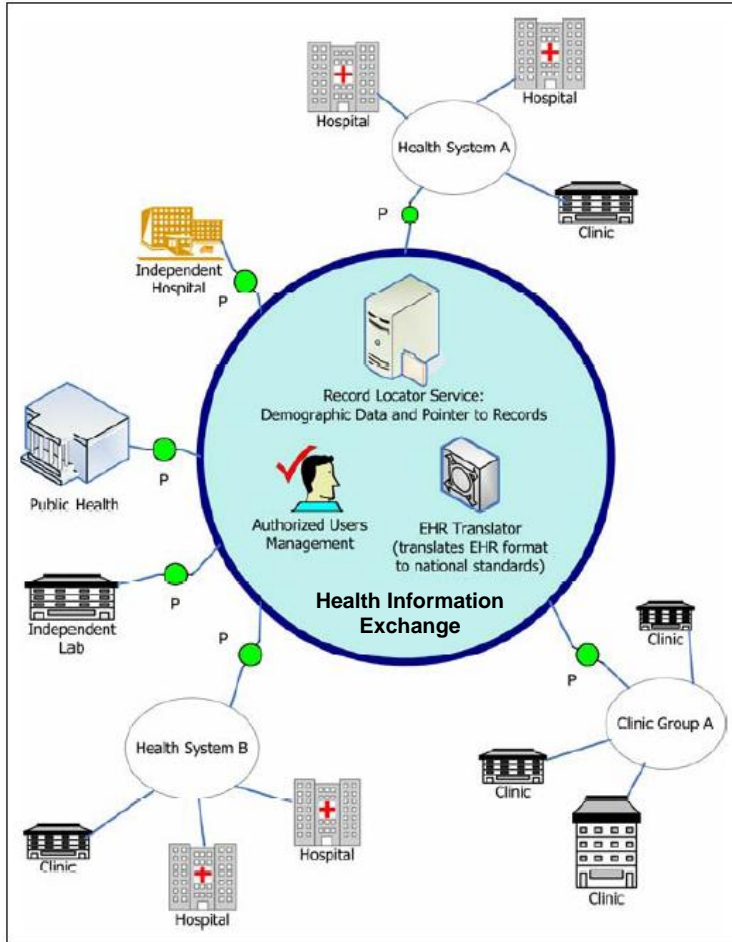 Hospital
Hospital
Health System A
Clinic
P
Independent
Hospital
P
Record Locator Service:
Demographic Data and Pointer to Records
Public Health
P
Authorized Users
Management
EHR Translator
(translates EHR format
to national standards)
Independent
Lab
P
Health Information
Exchange
P
Clinic
P
Health System B
Clinic Group A
Clinic
Clinic
Hospital
Hospital
Clinic